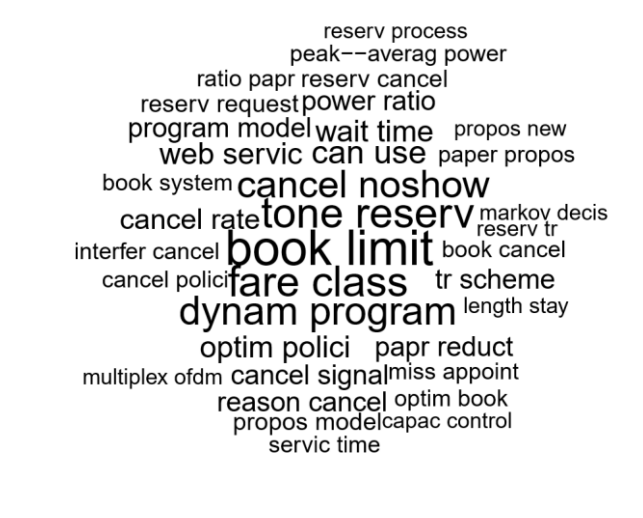 reserv process
peak−−averag power
ratio papr reserv cancel
reserv request power ratio
program model wait time propos new
web servic can use paper propos
book system cancel noshow
cancel rate tone reserv markov decis
reserv tr
interfer cancel book limit book cancel
cancel polici fare class tr scheme
dynam program length stay
optim polici papr reduct
multiplex ofdm cancel signal miss appoint
reason cancel optim book
propos model capac control
servic time